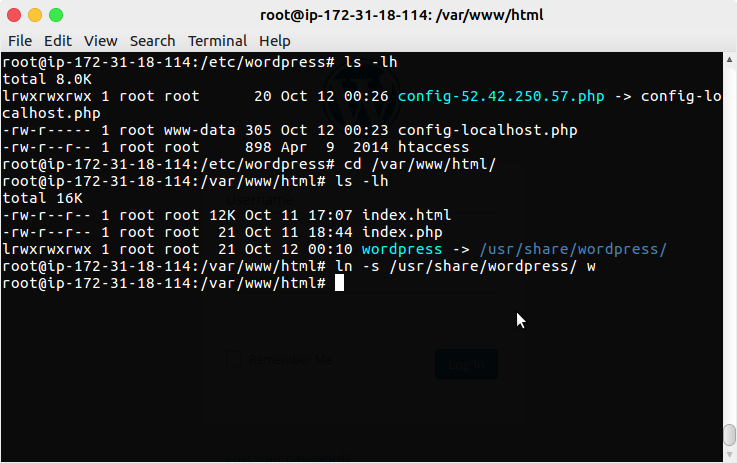 root@ip-172-31-18-114: /var/www/html
File Edit View Search Terminal Help
root@ip-172-31-18-114:/etc/wordpress# ls -lh
total 8.0K
lrwxrwxrwx 1 root root      20 Oct 12 00:26 config-52.42.250.57.php -> config-lo
calhost.php
-rw-r----- 1 root www-data 305 Oct 12 00:23 config-localhost.php
-rw-r--r-- 1 root root     898 Apr  9  2014 htaccess
root@ip-172-31-18-114:/etc/wordpress# cd /var/www/html/
root@ip-172-31-18-114:/var/www/html# ls -lh
total 16K
-rw-r--r-- 1 root root 12K Oct 11 17:07 index.html
-rw-r--r-- 1 root root  21 Oct 11 18:44 index.php
lrwxrwxrwx 1 root root  21 Oct 12 00:10 wordpress -> /usr/share/wordpress/
root@ip-172-31-18-114:/var/www/html# ln -s /usr/share/wordpress/ w
root@ip-172-31-18-114:/var/www/html#
Username
Remember Me
Log In